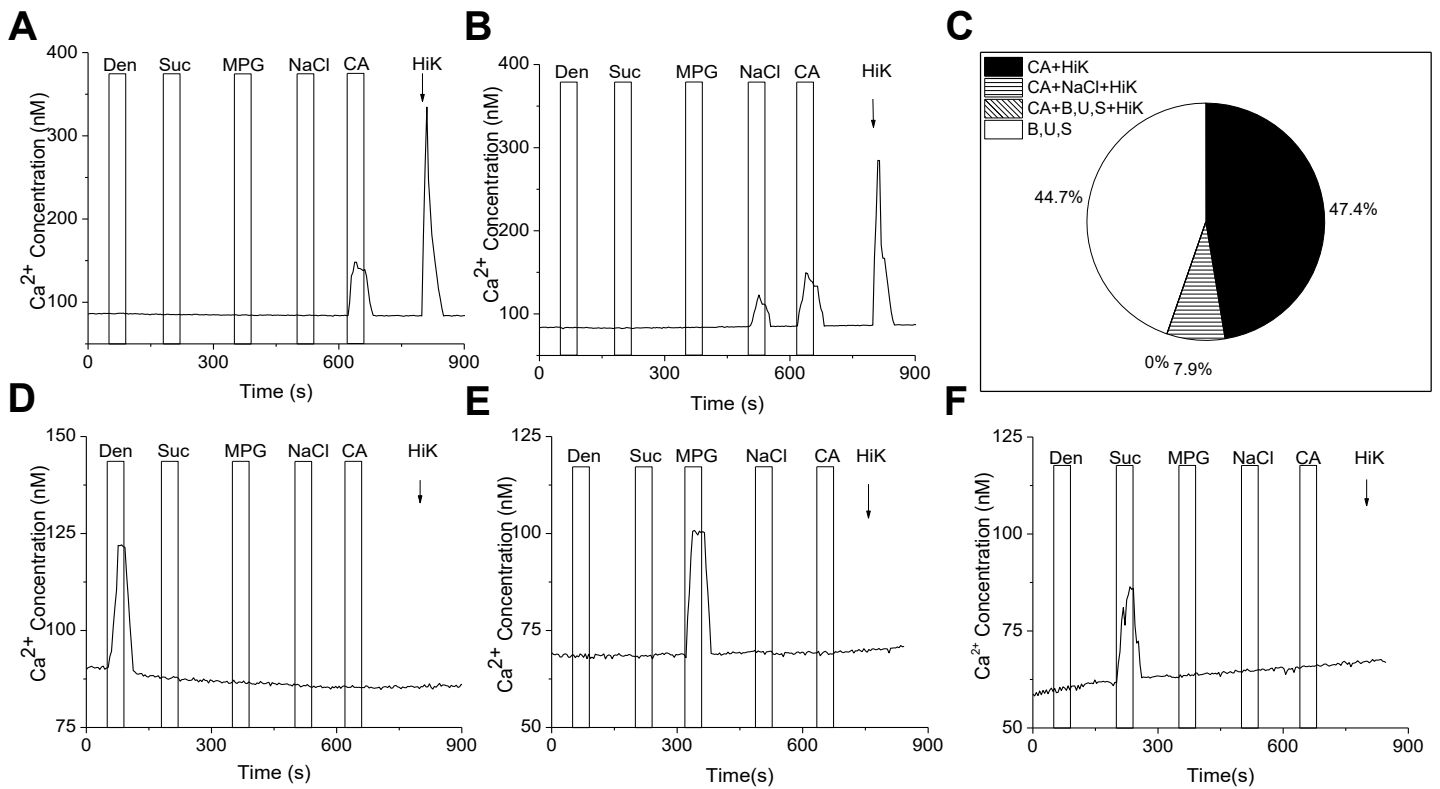 A
400
300
200
100
0
300
600
900
Ca2+ Concentration (nM)
Time (s)
Den Suc MPG NaCl CA HiK
B
400
300
200
100
0
300
600
900
Ca2+ Concentration (nM)
Time (s)
Den Suc MPG NaCl CA HiK
C
CA+HiK
CA+NaCl+HiK
CA+B,U,S+HiK
B,U,S
44.7%
47.4%
0% 7.9%
D
150
125
100
75
0
300
600
900
Ca2+ Concentration (nM)
Time (s)
Den Suc MPG NaCl CA HiK
E
125
100
75
50
0
300
600
900
Ca2+ Concentration (nM)
Time(s)
Den Suc MPG NaCl CA HiK
F
125
100
75
50
0
300
600
900
Ca2+ Concentration (nM)
Time(s)
Den Suc MPG NaCl CA HiK